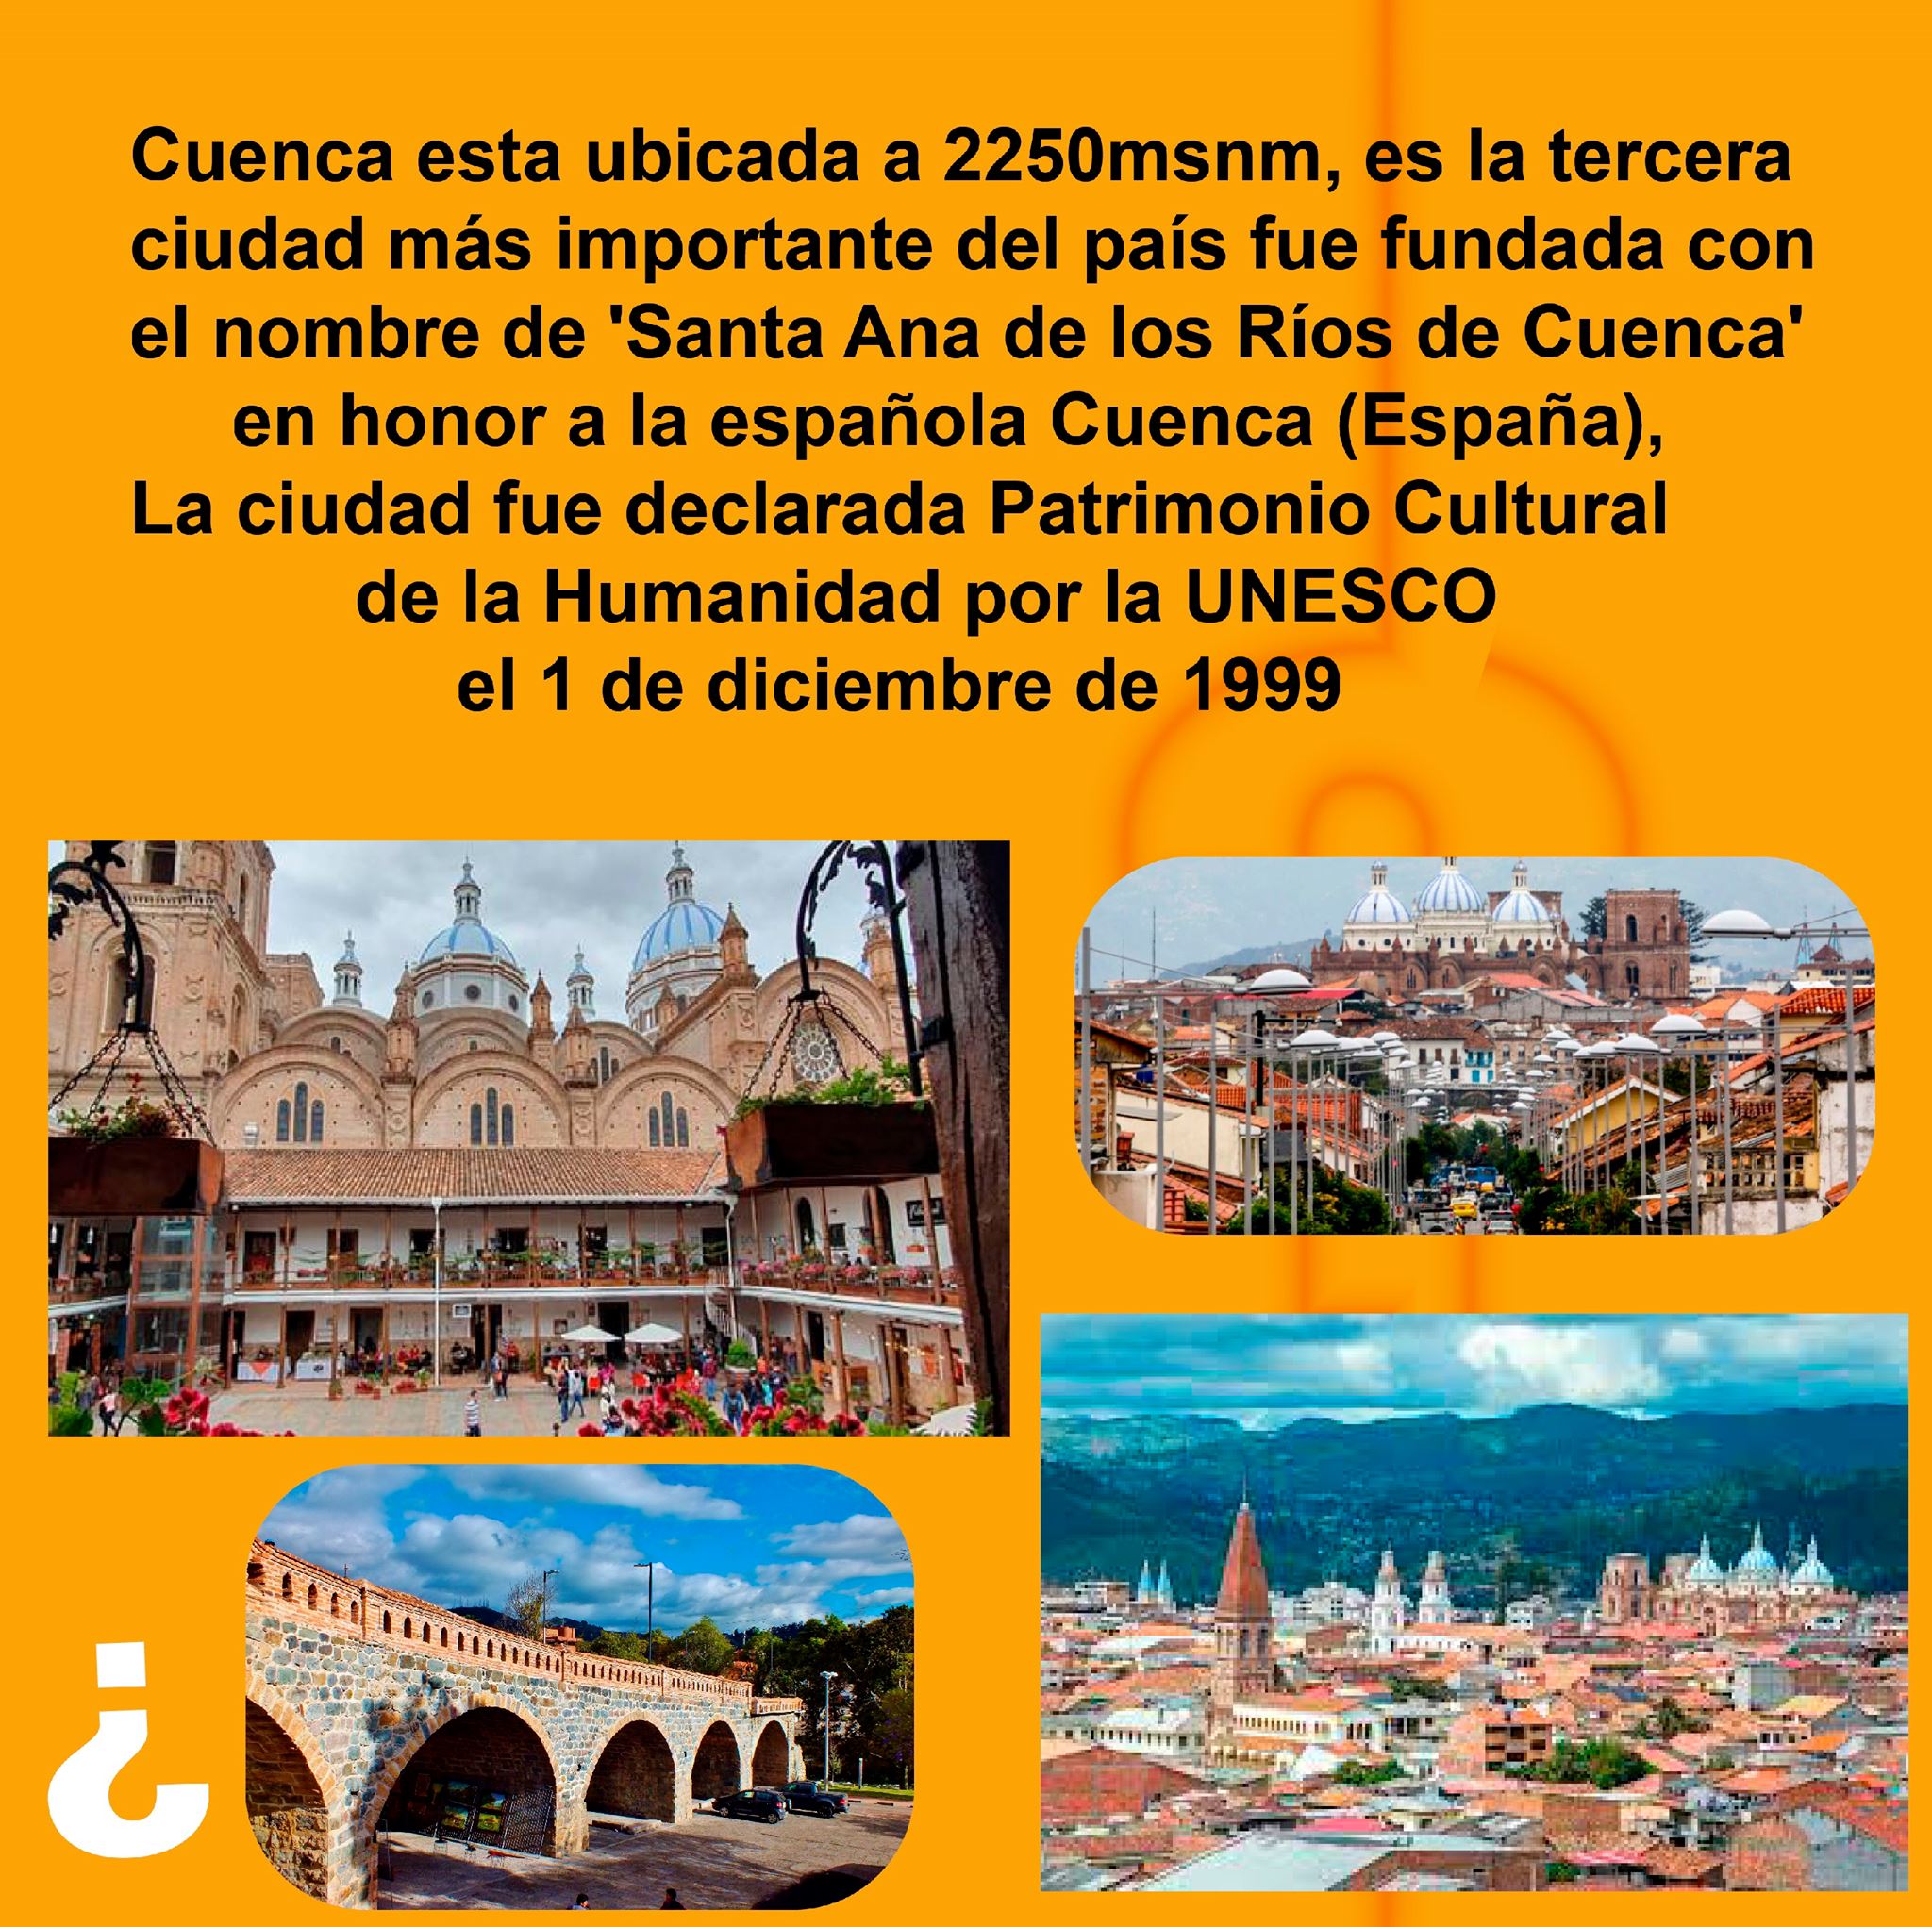 Cuenca esta ubicada a 2250msnm, es la tercera
ciudad más importante del país fue fundada con
el nombre de 'Santa Ana de los Ríos de Cuenca'
en honor a la española Cuenca (España),
La ciudad fue declarada Patrimonio Cultural
de la Humanidad por la UNESCO
el 1 de diciembre de 1999
¿